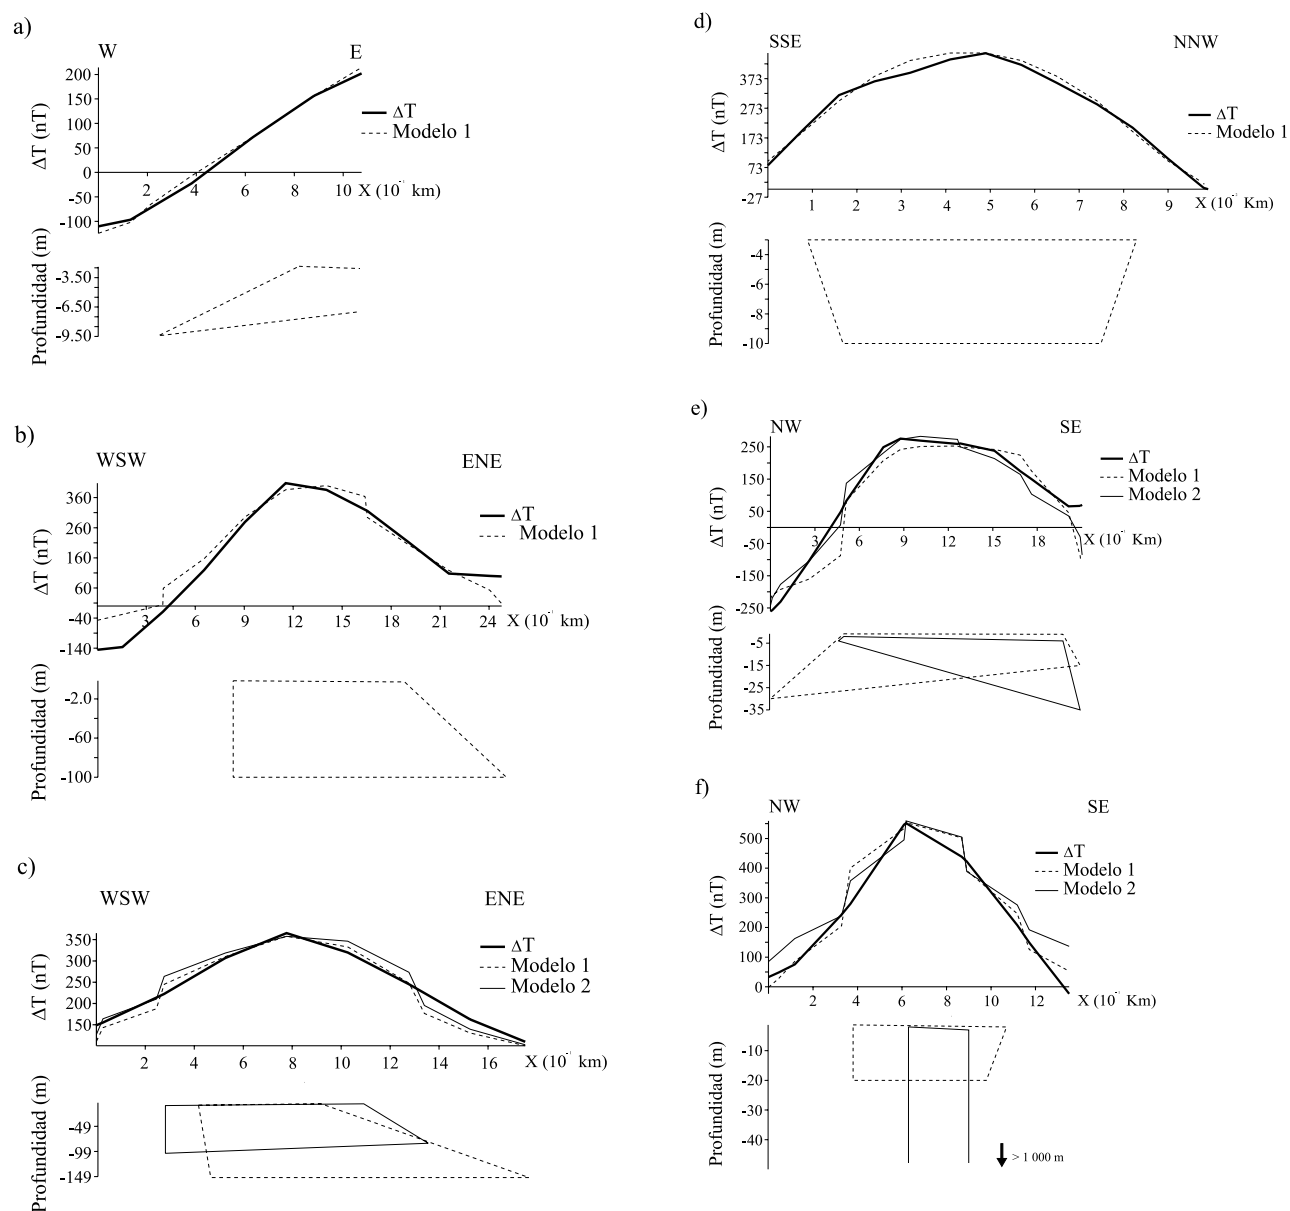 a)
W E
200
150
100
50
0
-50
-100
ΔT (nT)
2 4 6 8 10 X (10⁻¹ km)
ΔT
Modelo 1
Profundidad (m)
-3.50
-6.50
-9.50
b)
WSW ENE
360
260
160
60
-40
-140
ΔT (nT)
3 6 9 12 15 18 21 24 X (10⁻¹ km)
ΔT
Modelo 1
Profundidad (m)
-2.0
-60
-100
c)
WSW ENE
350
300
250
150
ΔT (nT)
2 4 6 8 10 12 14 16 X (10⁻¹ km)
ΔT
Modelo 1
Modelo 2
Profundidad (m)
-49
-99
-149
d)
SSE NNW
373
273
173
73
-27
ΔT (nT)
1 2 3 4 5 6 7 8 9 X (10⁻¹ Km)
ΔT
Modelo 1
Profundidad (m)
-4
-6
-8
-10
e)
NW SE
250
150
50
-50
-150
-250
ΔT (nT)
3 6 9 12 15 18 X (10⁻¹ km)
ΔT
Modelo 1
Modelo 2
Profundidad (m)
-5
-15
-25
-35
f)
NW SE
500
400
300
200
100
0
ΔT (nT)
2 4 6 8 10 12 X (10⁻¹ Km)
ΔT
Modelo 1
Modelo 2
Profundidad (m)
-10
-20
-30
-40
> 1 000 m